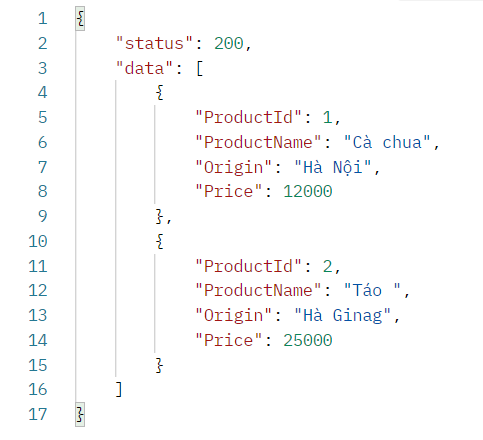 1 {
2 "status": 200,
3 "data": [
4 {
5 "ProductId": 1,
6 "ProductName": "Cà chua",
7 "Origin": "Hà Nội",
8 "Price": 12000
9 },
10 {
11 "ProductId": 2,
12 "ProductName": "Táo ",
13 "Origin": "Hà Ginag",
14 "Price": 25000
15 }
16 ]
17 }